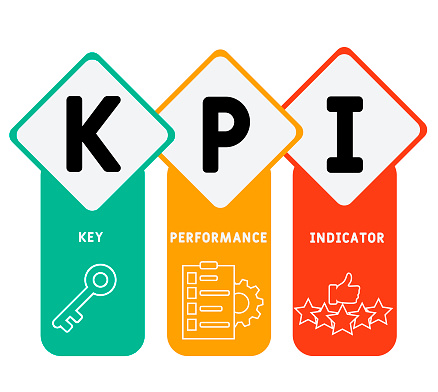 K P I
KEY PERFORMANCE INDICATOR